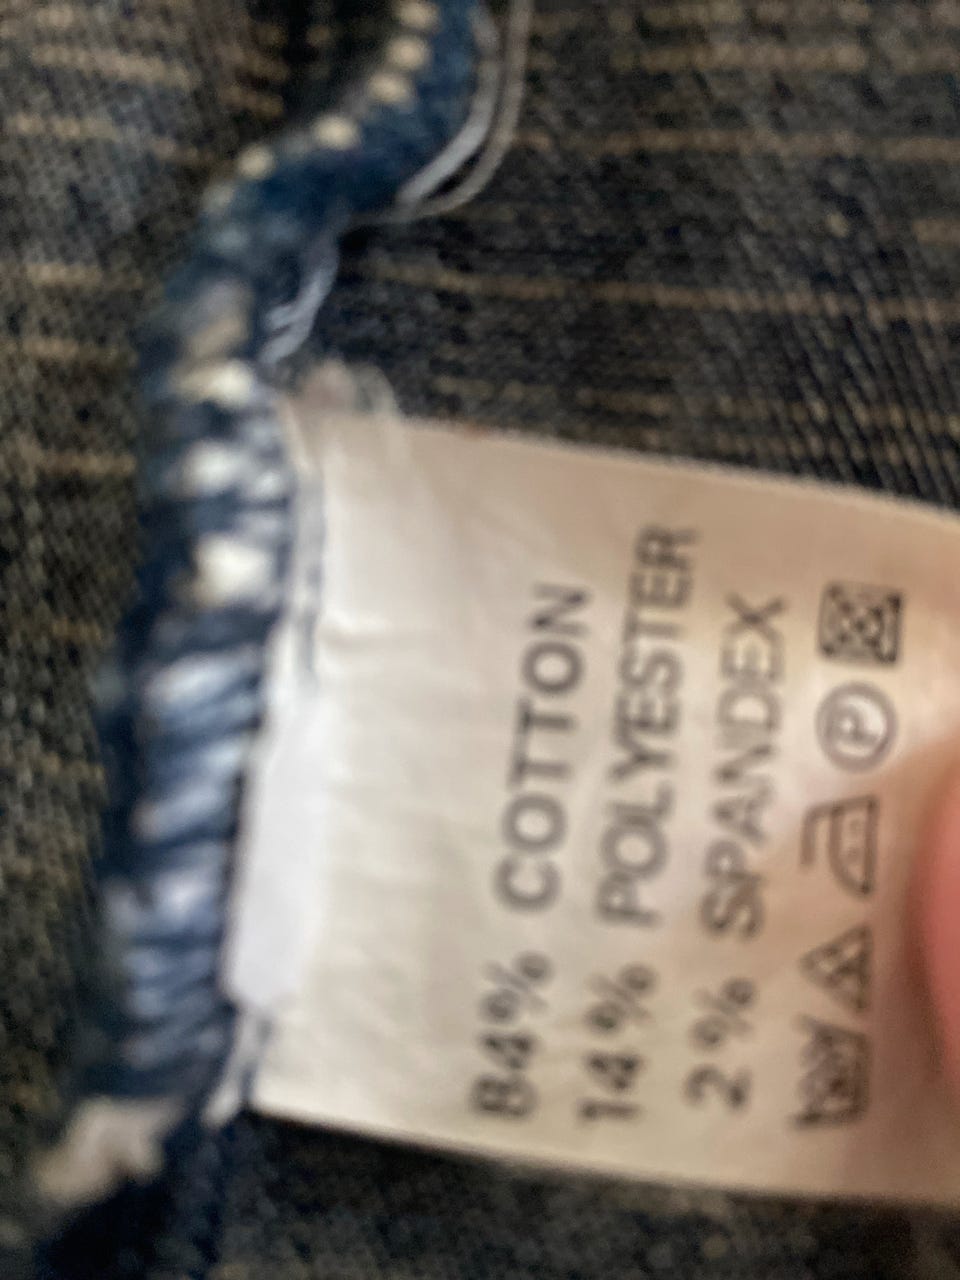 84% COTTON
14% POLYESTER
2% SPANDEX
P